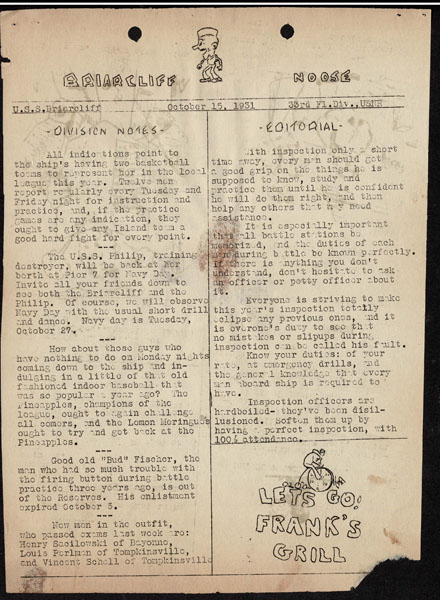 BRIARCLIFF NOOSE
U.S.S.Briarcliff October 15, 1931 33rd Fl.Div., USNR
-DIVISION NOTES-
All indications point to
the ship's having two basketball
teams to represent her in the local
league this year. Twelve men
report regularly every Tuesday and
Friday night for instruction and
practice, and, if the practice
games are any indication, they
ought to give any Island team a
good hard fight for every point.
---
The U.S.S. Philip, training
destroyer, will be back at her
berth at Pier 7 for Navy Day.
Invite all your friends down to
see both the Briarcliff and the
Philip. Of course, we will observe
Navy Day with the usual short drill
and dance. Navy day is Tuesday,
October 27.
---
How about those guys who
have nothing to do on Monday nights
coming down to the ship and in-
dulging in a little of that old
fashioned indoor baseball that
was so popular a year ago? The
Pineapples, champions of the
league, ought to again challenge
all comers, and the Lemon Meringues
ought to try and get back at the
Pineapples.
---
Good old "Bud" Fischer, the
man who had so much trouble with
the firing button during battle
practice three years ago, is out
of the Reserves. His enlistment
expired October 5.
---
New men in the outfit,
who passed exams last week are:
Henry Sacilowski of Bayonne,
Louis Perlman of Tompkinsville,
and Vincent Scholl of Tompkinsville
-EDITORIAL-
With inspection only a short
time away, every man should get
a good grip on the things he is
supposed to know, study and
practice them until he is confident
he will do them right, and then
help any others that may need
assistance.
It is especially important
that all battle stations be
memorized, and the duties of each
man during battle be known perfectly.
If there is anything you don't
understand, don't hesitate to ask
an officer or petty officer about
it.
Everyone is striving to make
this year's inspection totally
eclipse any previous ones, and it
is everone's duty to see that
no mistakes or slipups during
inspection can be called his fault.
Know your duties: of your
rate, at emergency drills, and
the general knowledge that every
man aboard ship is required to
have.
Inspection officers are
hardboiled- they've been disil-
lusioned. Soften them up by
having a perfect inspection, with
100% attendance.
LETS GO!
FRANK'S
GRILL